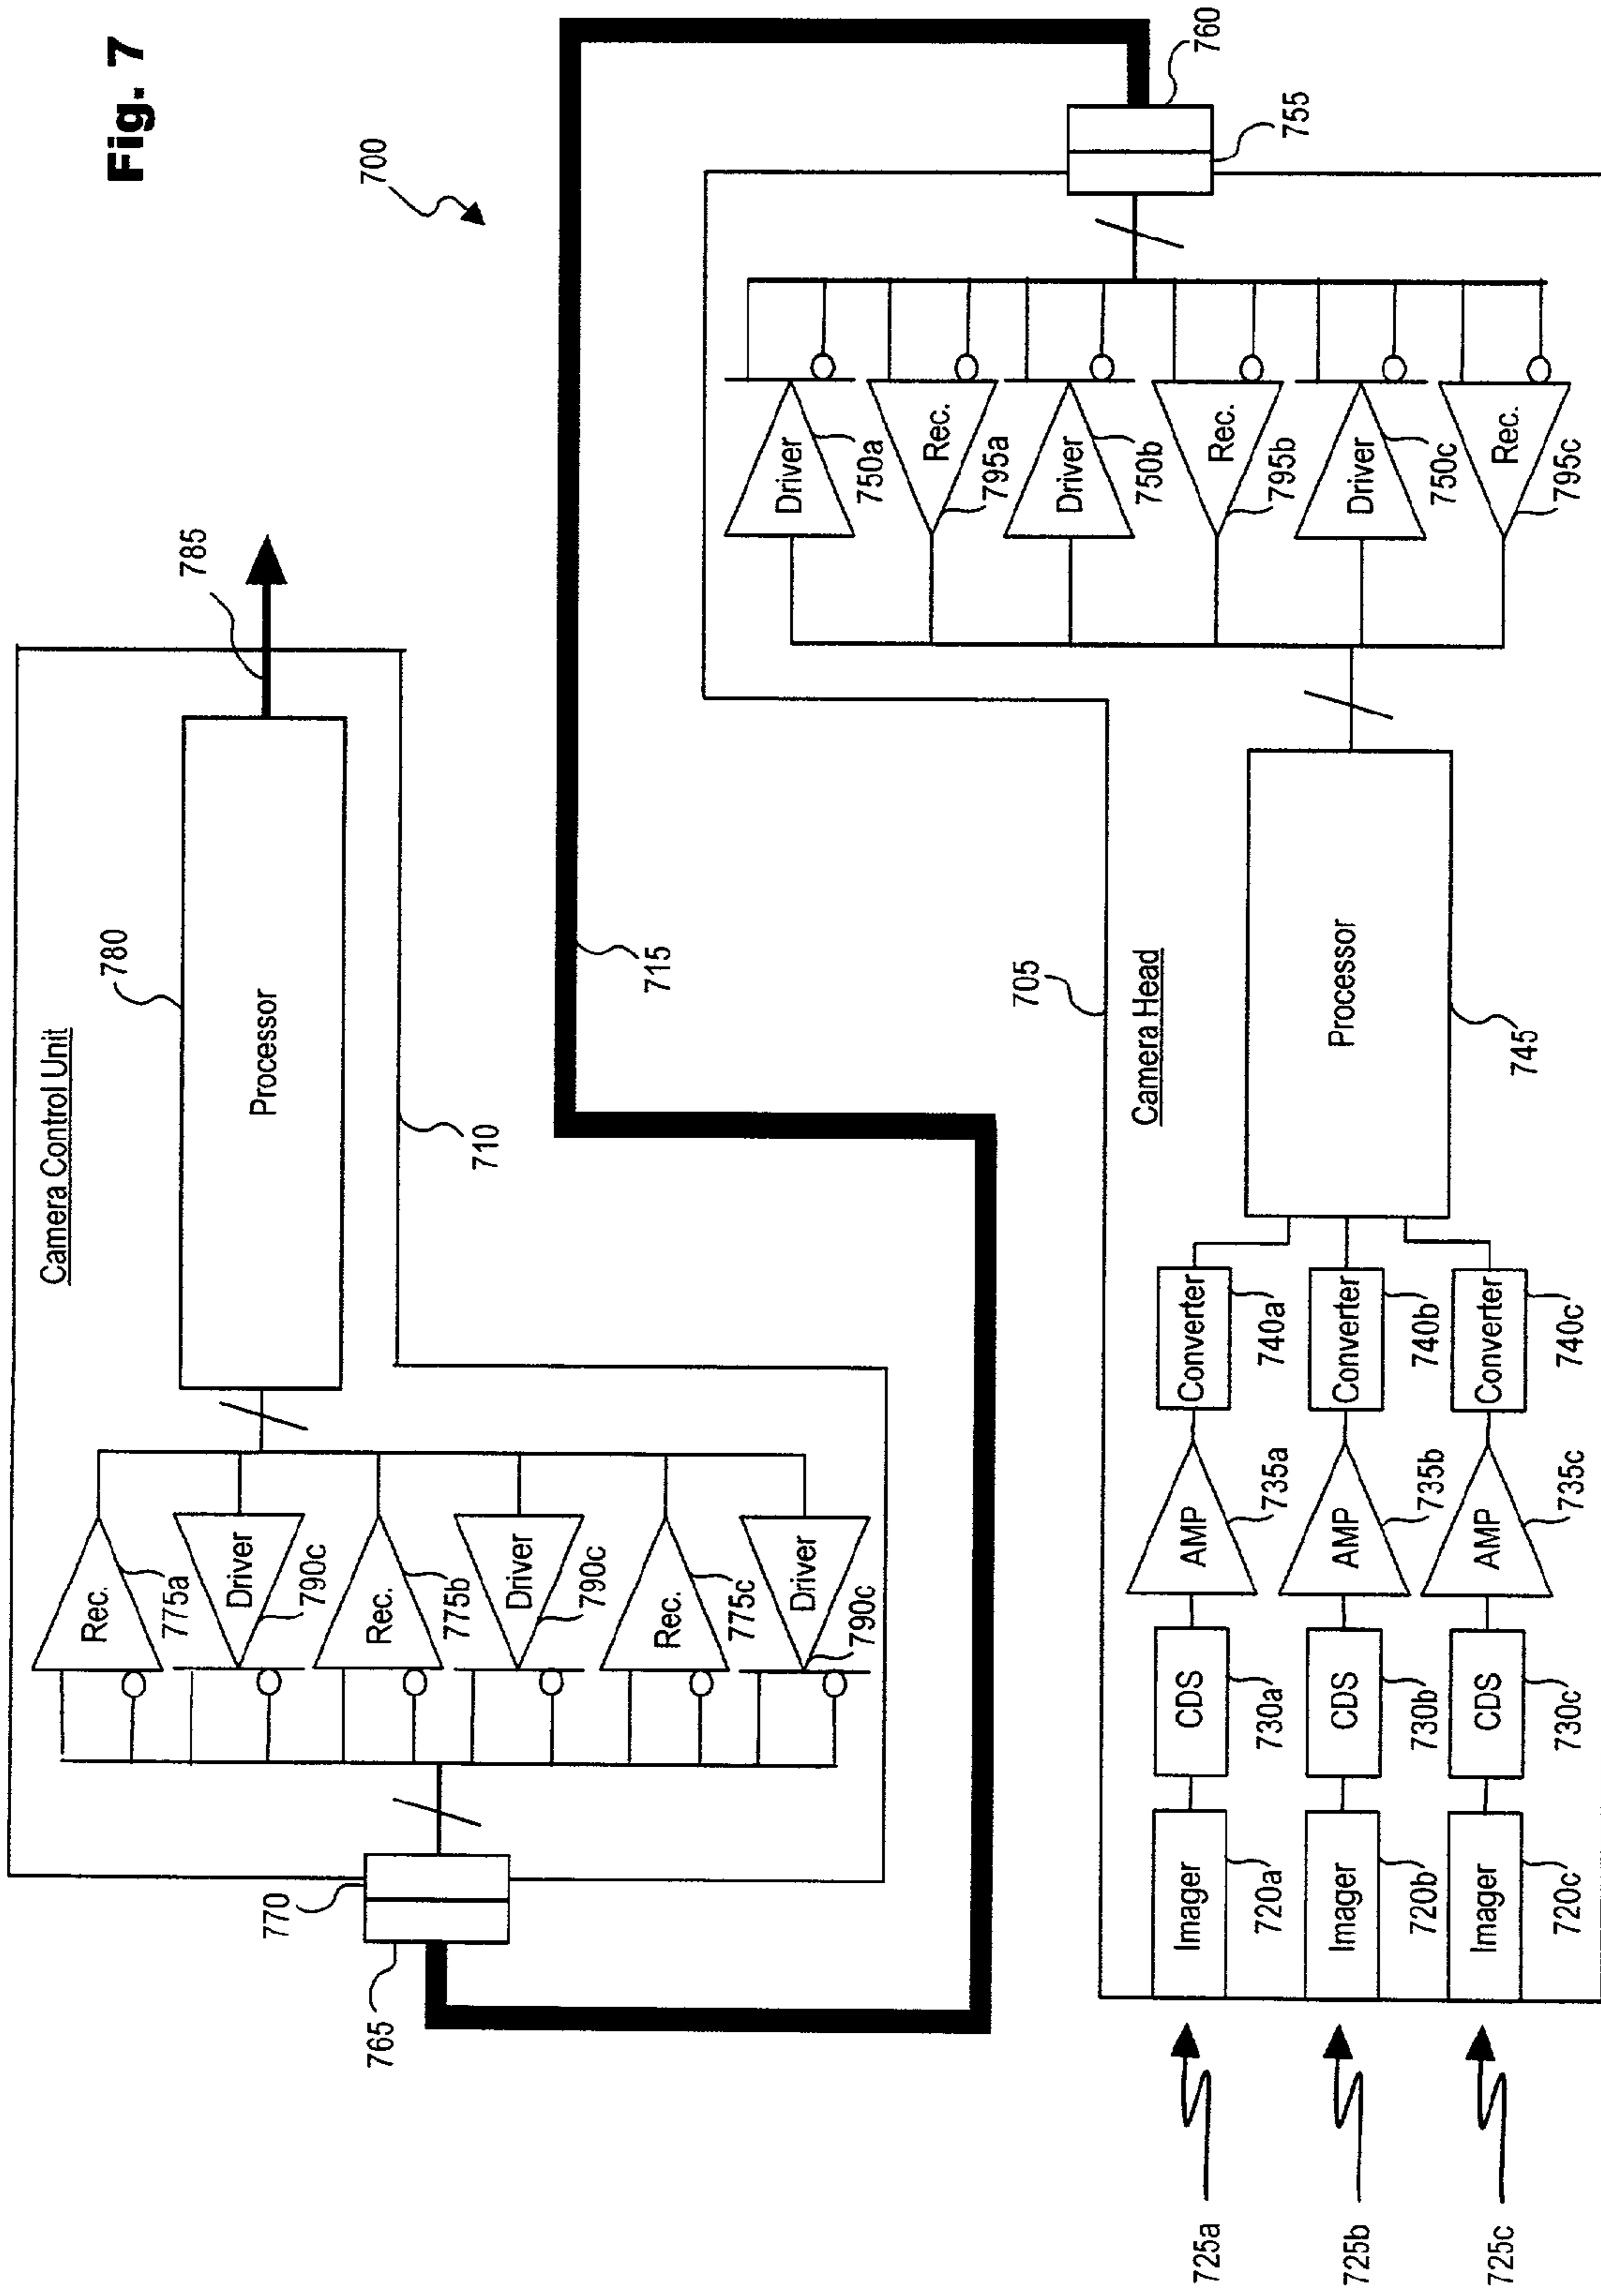 Fig. 7
700
Camera Control Unit
780
Processor
785
710
Rec.
775a
Driver
790c
Rec.
775b
Driver
790c
Rec.
775c
Driver
790c
770
765
715
760
755
705
Camera Head
Driver
750a
Rec.
795a
Driver
750b
Rec.
795b
Driver
750c
Rec.
795c
Processor
745
725a
Imager
720a
CDS
730a
AMP
735a
Converter
740a
725b
Imager
720b
CDS
730b
AMP
735b
Converter
740b
725c
Imager
720c
CDS
730c
AMP
735c
Converter
740c